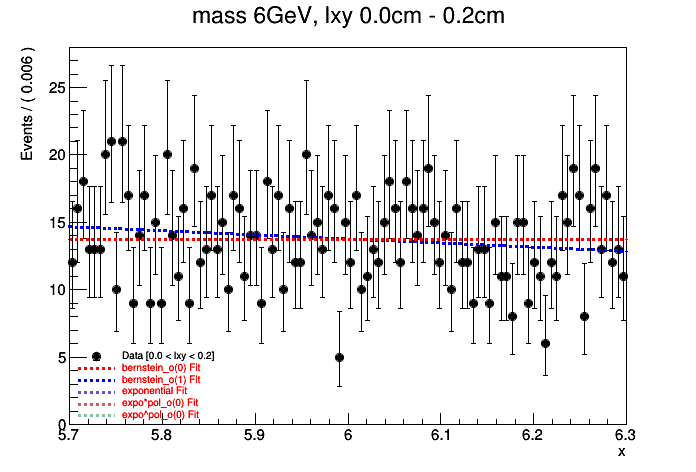 mass 6GeV, lxy 0.0cm - 0.2cm
Events / ( 0.006 )
25
20
15
10
5
0
Data [0.0 < lxy < 0.2]
bernstein_o(0) Fit
bernstein_o(1) Fit
exponential Fit
expo*pol_o(0) Fit
expo^pol_o(0) Fit
5.7 5.8 5.9 6 6.1 6.2 6.3
x